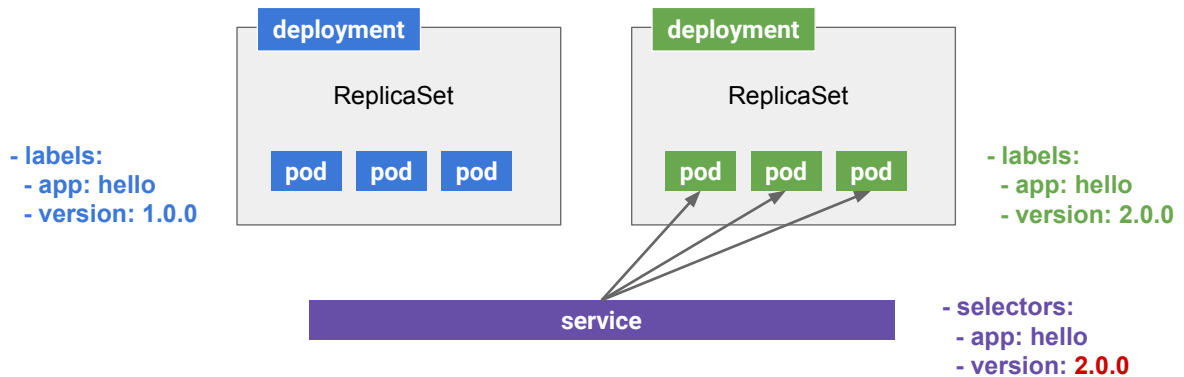 deployment
deployment
ReplicaSet
ReplicaSet
- labels:
- app: hello
- version: 1.0.0
pod pod pod
pod pod pod
- labels:
- app: hello
- version: 2.0.0
service
- selectors:
- app: hello
- version: 2.0.0